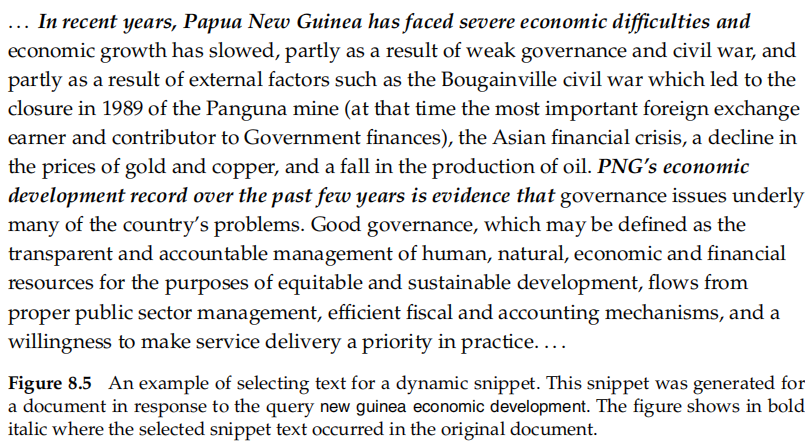 ... In recent years, Papua New Guinea has faced severe economic difficulties and
economic growth has slowed, partly as a result of weak governance and civil war, and
partly as a result of external factors such as the Bougainville civil war which led to the
closure in 1989 of the Panguna mine (at that time the most important foreign exchange
earner and contributor to Government finances), the Asian financial crisis, a decline in
the prices of gold and copper, and a fall in the production of oil. PNG's economic
development record over the past few years is evidence that governance issues underly
many of the country's problems. Good governance, which may be defined as the
transparent and accountable management of human, natural, economic and financial
resources for the purposes of equitable and sustainable development, flows from
proper public sector management, efficient fiscal and accounting mechanisms, and a
willingness to make service delivery a priority in practice. ...
Figure 8.5 An example of selecting text for a dynamic snippet. This snippet was generated for
a document in response to the query new guinea economic development. The figure shows in bold
italic where the selected snippet text occurred in the original document.